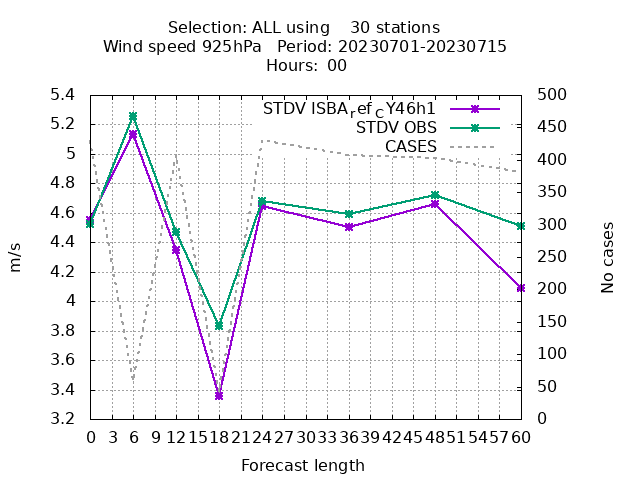 Selection: ALL using    30 stations
Wind speed 925hPa   Period: 20230701-20230715
Hours: 00
STDV ISBA_ref_CY46h1
STDV OBS
CASES
5.4
5.2
5
4.8
4.6
4.4
4.2
4
3.8
3.6
3.4
3.2
m/s
500
450
400
350
300
250
200
150
100
50
0
No cases
0 3 6 9 12 15 18 21 24 27 30 33 36 39 42 45 48 51 54 57 60
Forecast length